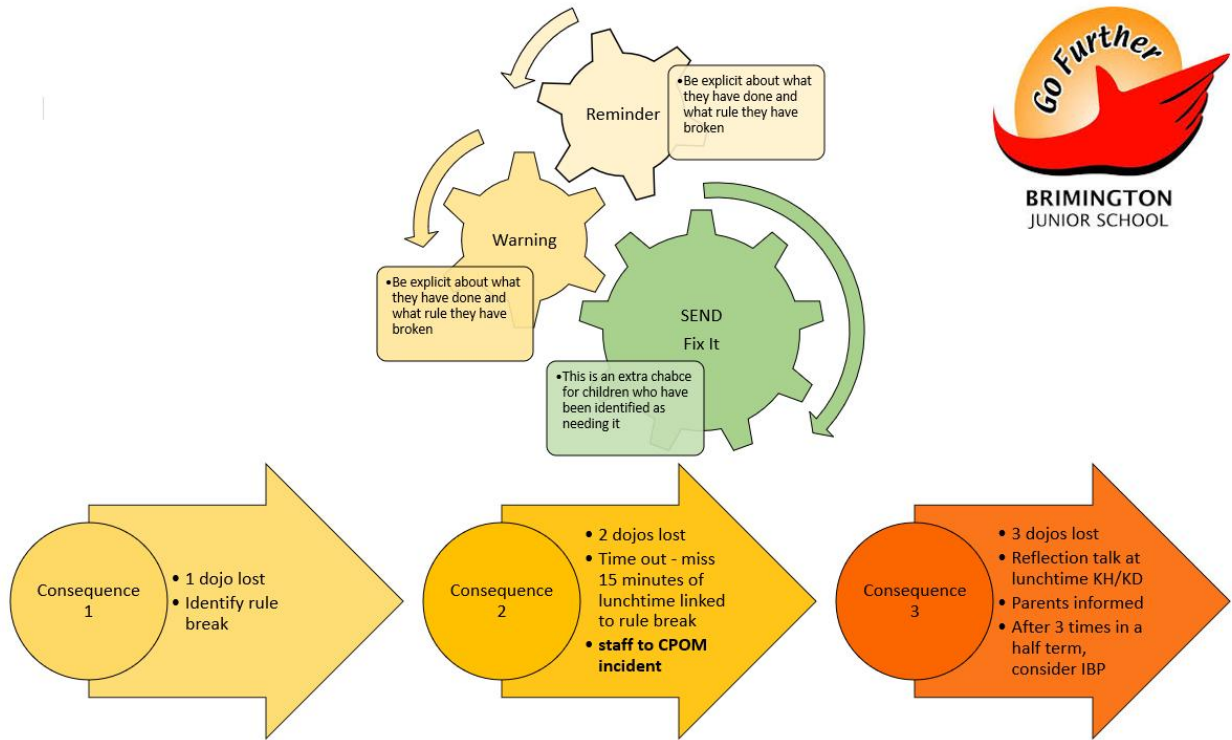 Go Further
BRIMINGTON
JUNIOR SCHOOL
Reminder
•Be explicit about what
they have done and
what rule they have
broken
Warning
•Be explicit about what
they have done and
what rule they have
broken
SEND
Fix It
•This is an extra chabce
for children who have
been identified as
needing it
Consequence
1
• 1 dojo lost
• Identify rule
break
Consequence
2
• 2 dojos lost
• Time out - miss
15 minutes of
lunchtime linked
to rule break
• staff to CPOM
incident
Consequence
3
• 3 dojos lost
• Reflection talk at
lunchtime KH/KD
• Parents informed
• After 3 times in a
half term,
consider IBP